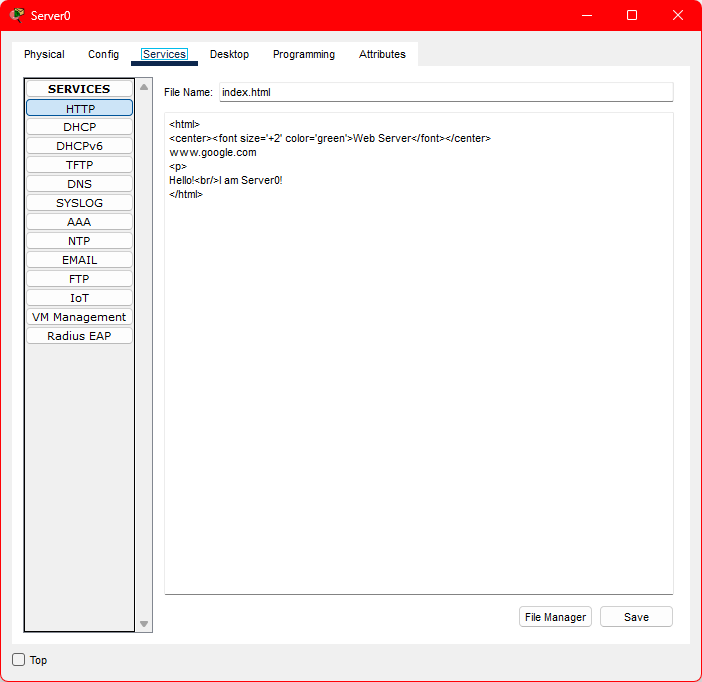 Server0
Physical Config Services Desktop Programming Attributes
SERVICES
HTTP
DHCP
DHCPv6
TFTP
DNS
SYSLOG
AAA
NTP
EMAIL
FTP
IoT
VM Management
Radius EAP
File Name: index.html
<html>
<center><font size='+2' color='green'>Web Server</font></center>
www.google.com
<p>
Hello!<br/>I am Server0!
</html>
File Manager Save
Top